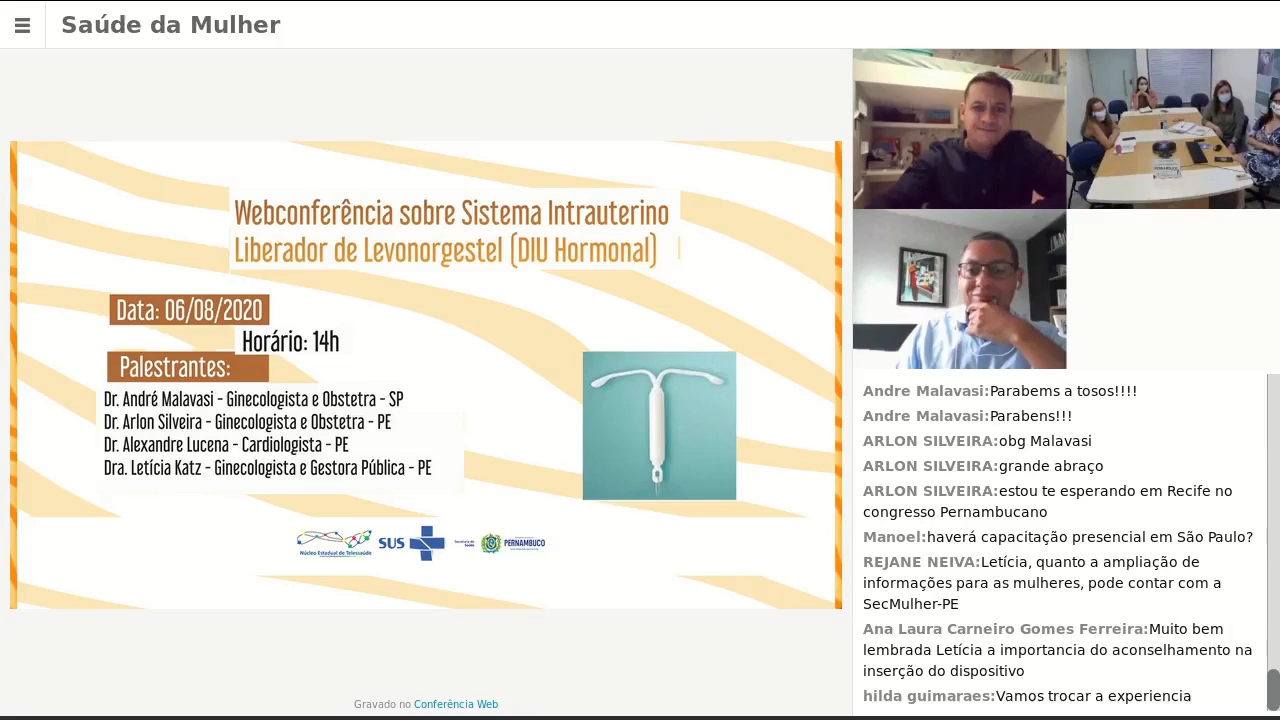 Saúde da Mulher
Webconferência sobre Sistema Intrauterino
Liberador de Levonorgestel (DIU Hormonal)
Data: 06/08/2020
Horário: 14h
Palestrantes:
Dr. André Malavasi - Ginecologista e Obstetra - SP
Dr. Arlon Silveira - Ginecologista e Obstetra - PE
Dr. Alexandre Lucena - Cardiologista - PE
Dra. Letícia Katz - Ginecologista e Gestora Pública - PE
Núcleo Estadual de Telessaúde
SUS
Secretaria de
Saúde
PERNAMBUCO
Gravado no Conferência Web
Andre Malavasi:Parabems a tosos!!!!
Andre Malavasi:Parabens!!!
ARLON SILVEIRA:obg Malavasi
ARLON SILVEIRA:grande abraço
ARLON SILVEIRA:estou te esperando em Recife no
congresso Pernambucano
Manoel:haverá capacitação presencial em São Paulo?
REJANE NEIVA:Letícia, quanto a ampliação de
informações para as mulheres, pode contar com a
SecMulher-PE
Ana Laura Carneiro Gomes Ferreira:Muito bem
lembrada Letícia a importancia do aconselhamento na
inserção do dispositivo
hilda guimaraes:Vamos trocar a experiencia